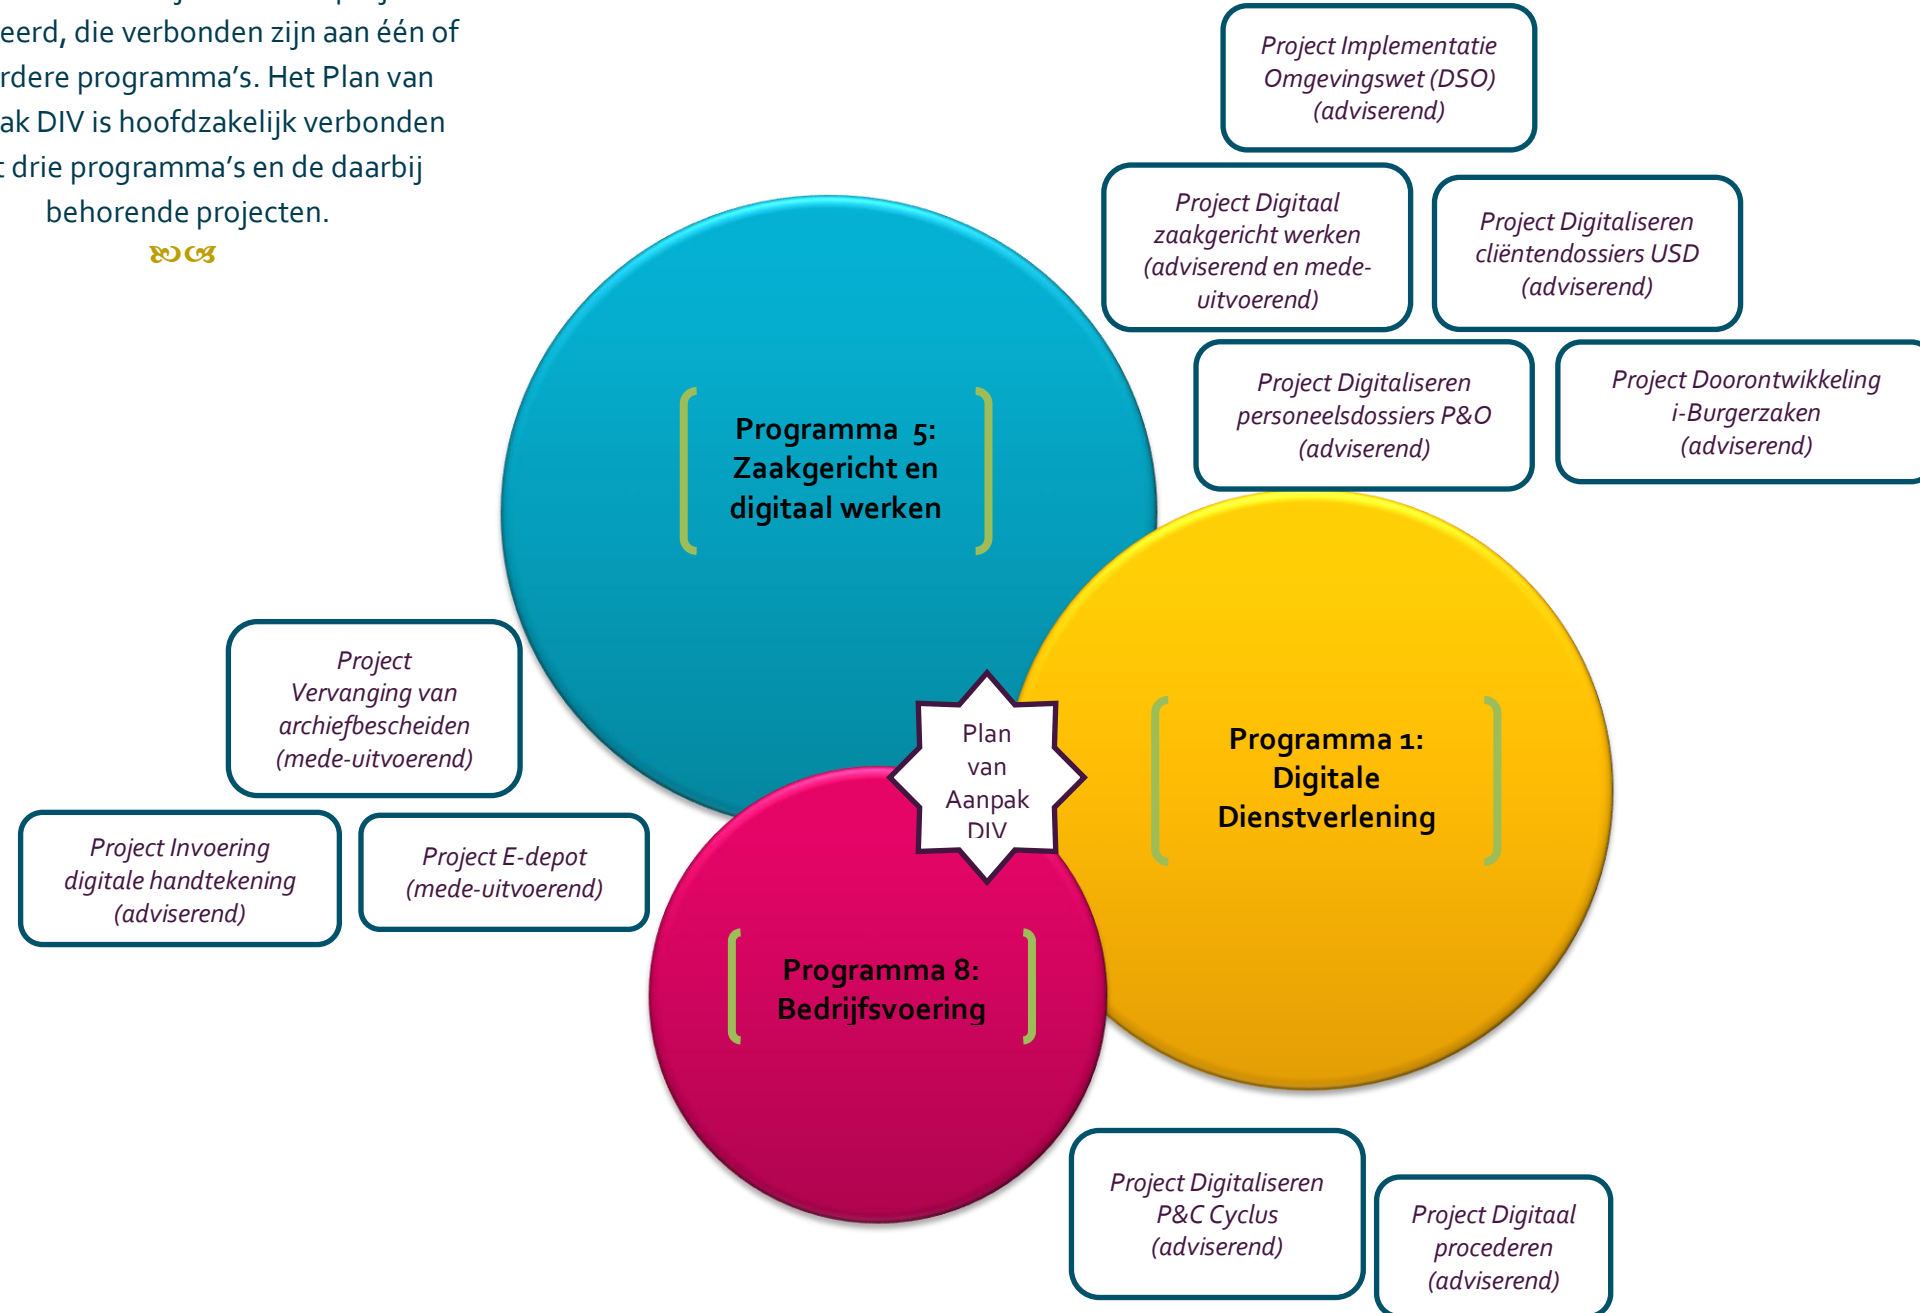 die verbonden zijn aan één of
programma's. Het Plan van
DIV is hoofdzakelijk verbonden
drie programma's en de daarbij
behorende projecten.
Project Implementatie
Omgevingswet (DSO)
(adviserend)
Project Digitaal
zaakgericht werken
(adviserend en mede-
uitvoerend)
Project Digitaliseren
cliëntendossiers USD
(adviserend)
Project Digitaliseren
personeelsdossiers P&O
(adviserend)
Project Doorontwikkeling
i-Burgerzaken
(adviserend)
Programma 5:
Zaakgericht en
digitaal werken
Project
Vervanging van
archiefbescheiden
(mede-uitvoerend)
Project Invoering
digitale handtekening
(adviserend)
Project E-depot
(mede-uitvoerend)
Plan
van
Aanpak
DIV
Programma 1:
Digitale
Dienstverlening
Programma 8:
Bedrijfsvoering
Project Digitaliseren
P&C Cyclus
(adviserend)
Project Digitaal
procederen
(adviserend)